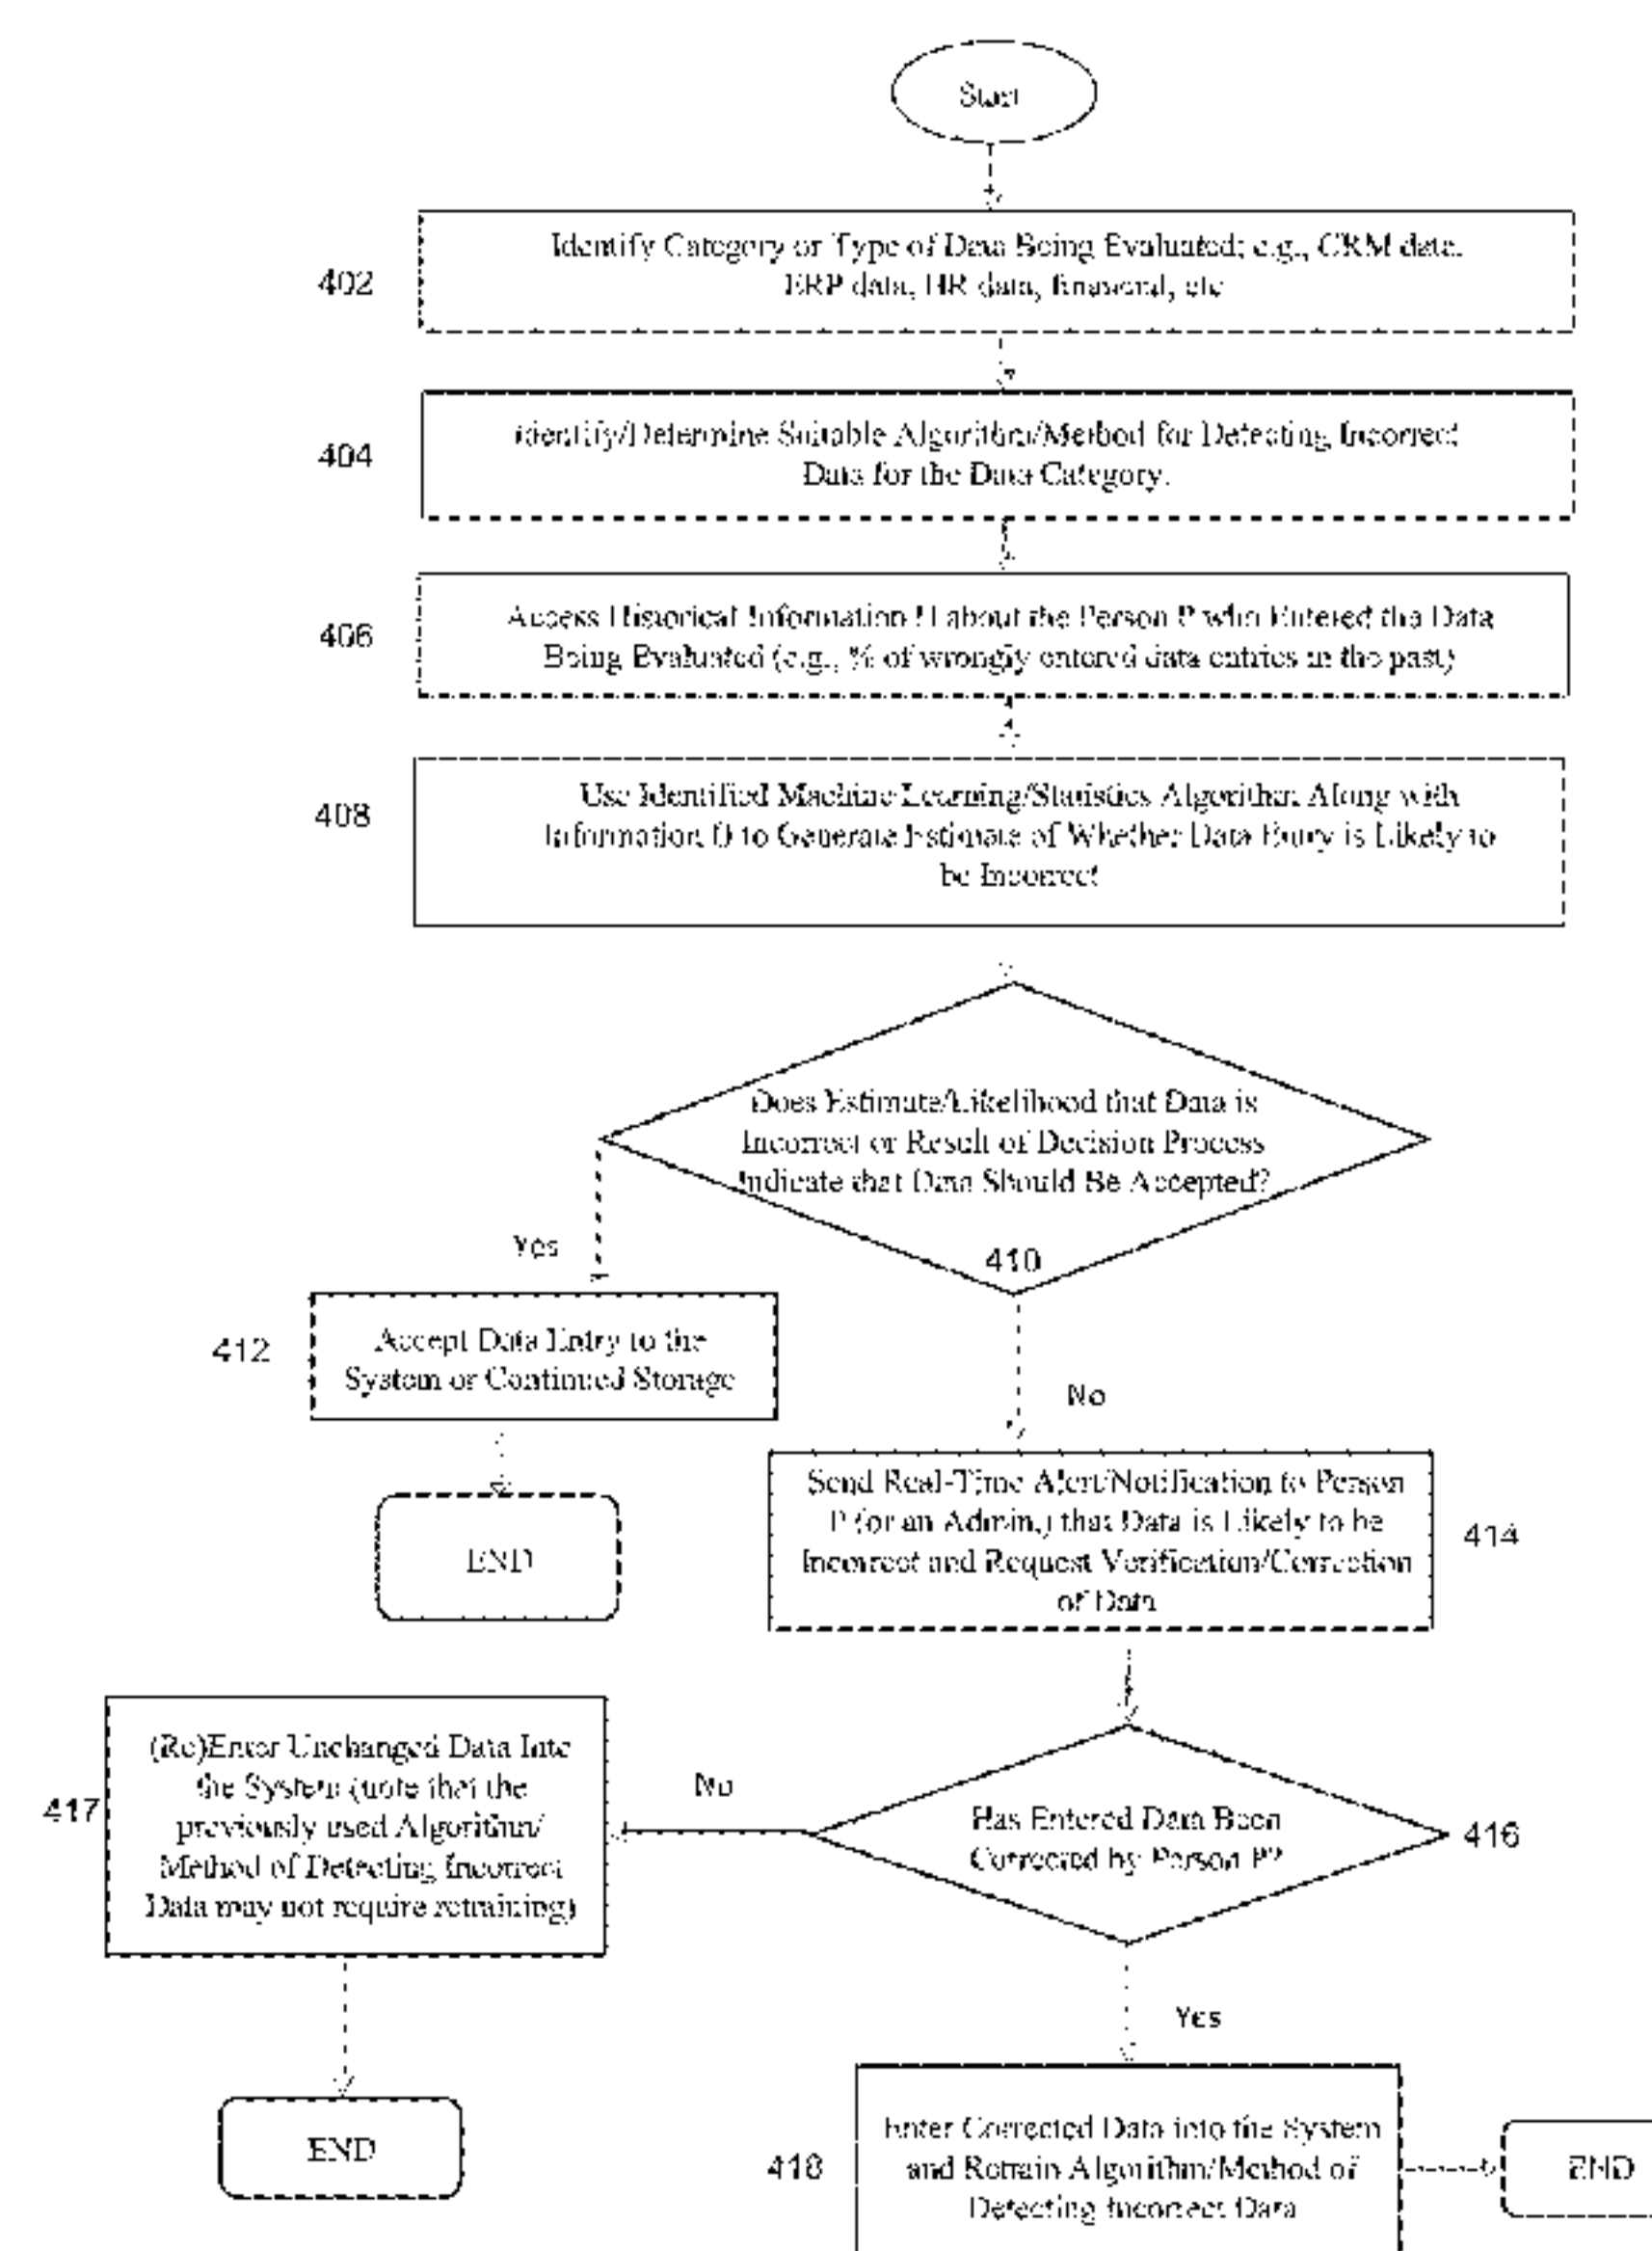 Start
402
Identify Category or Type of Data Being Evaluated; e.g., CRM data,
ERP data, HR data, financial, etc
404
Identify/Determine Suitable Algorithm/Method for Detecting Incorrect
Data for the Data Category.
406
Access Historical Information H about the Person P who Entered the Data
Being Evaluated (e.g., % of wrongly entered data entries in the past)
408
Use Identified Machine Learning/Statistics Algorithm Along with
Information to Generate Estimate of Whether Data Entry is Likely to
be Incorrect
Does Estimate/Likelihood that Data is
Incorrect or Result of Decision Process
Indicate that Data Should Be Accepted?
410
Yes
412
Accept Data Entry to the
System or Continued Storage
No
END
Send Real-Time Alert/Notification to Person
P (or an Admin.) that Data is Likely to be
Incorrect and Request Verification/Correction
of Data
414
417
(Re)Enter Unchanged Data Into
the System (note that the
previously used Algorithm/
Method of Detecting Incorrect
Data may not require retraining)
No
Has Entered Data Been
Corrected by Person P?
416
Yes
END
418
Enter Corrected Data into the System
and Retrain Algorithm/Method of
Detecting Incorrect Data
END